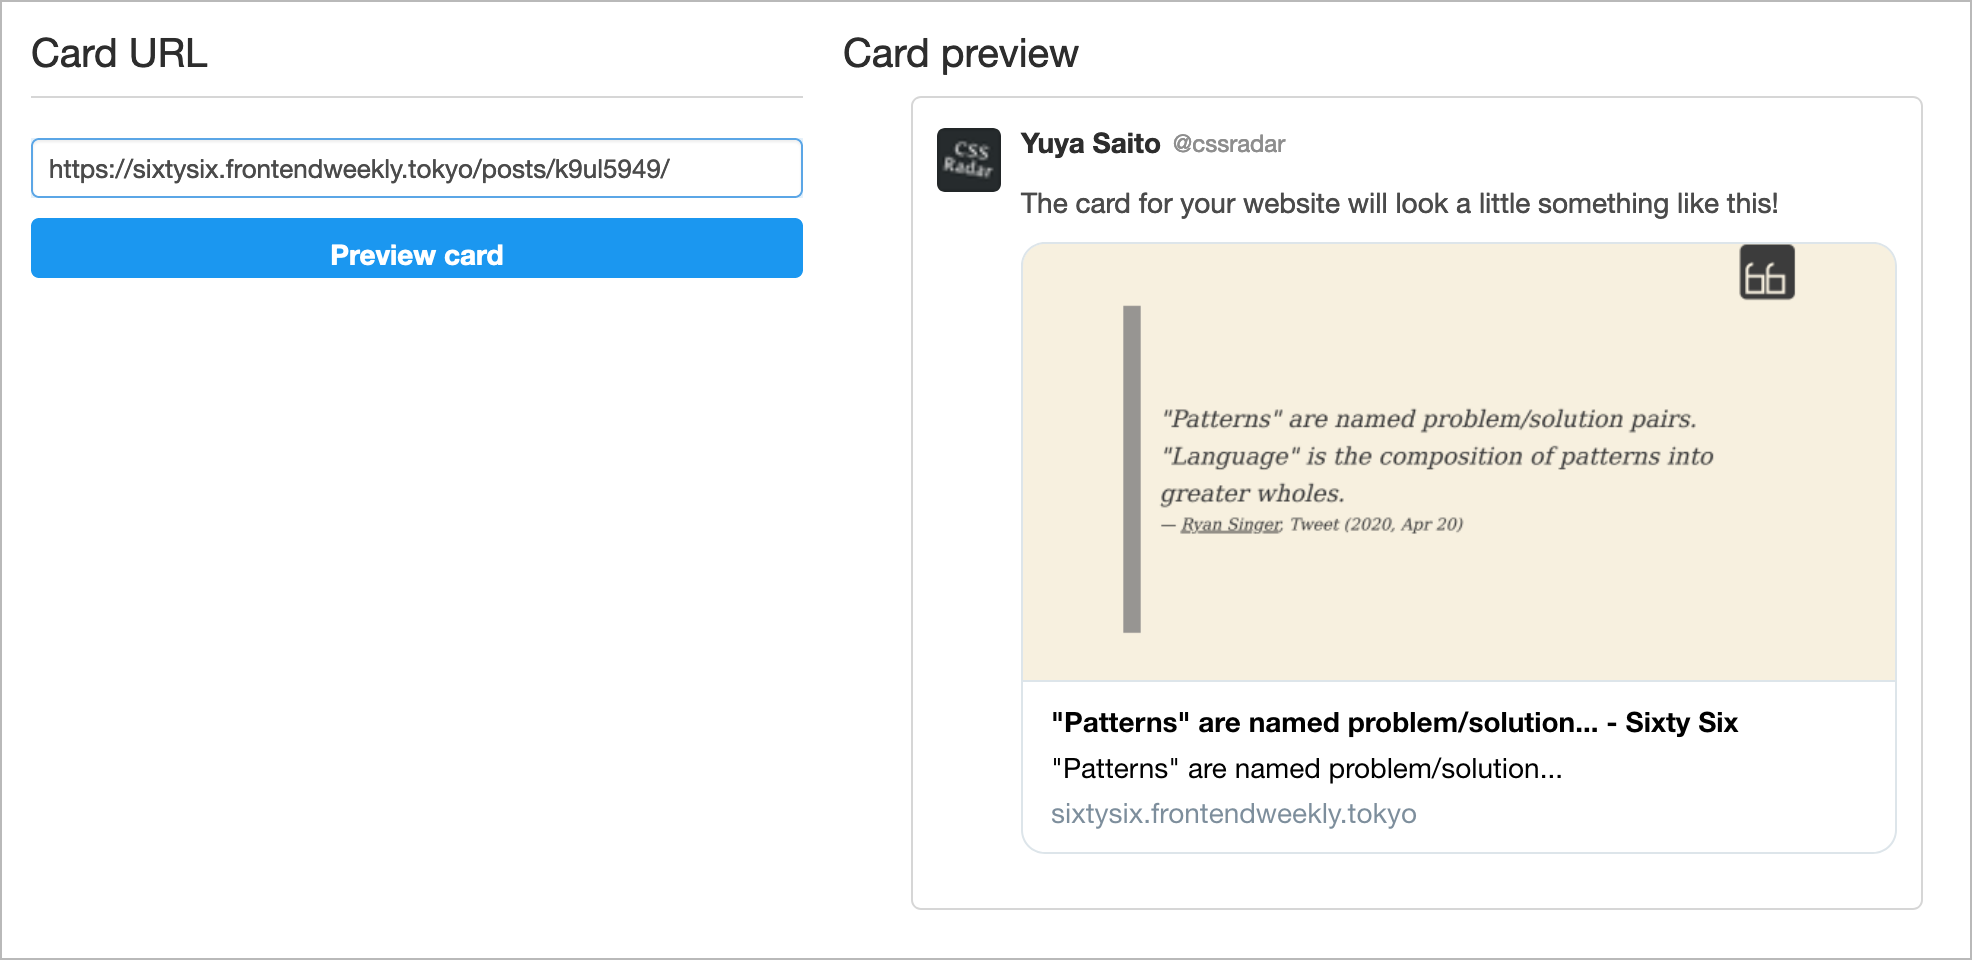 Card URL
https://sixtysix.frontendweekly.tokyo/posts/k9ul5949/
Preview card
Card preview
CSS
Radar
Yuya Saito @cssradar
The card for your website will look a little something like this!
66
"Patterns" are named problem/solution pairs.
"Language" is the composition of patterns into
greater wholes.
— Ryan Singer, Tweet (2020, Apr 20)
"Patterns" are named problem/solution... - Sixty Six
"Patterns" are named problem/solution...
sixtysix.frontendweekly.tokyo